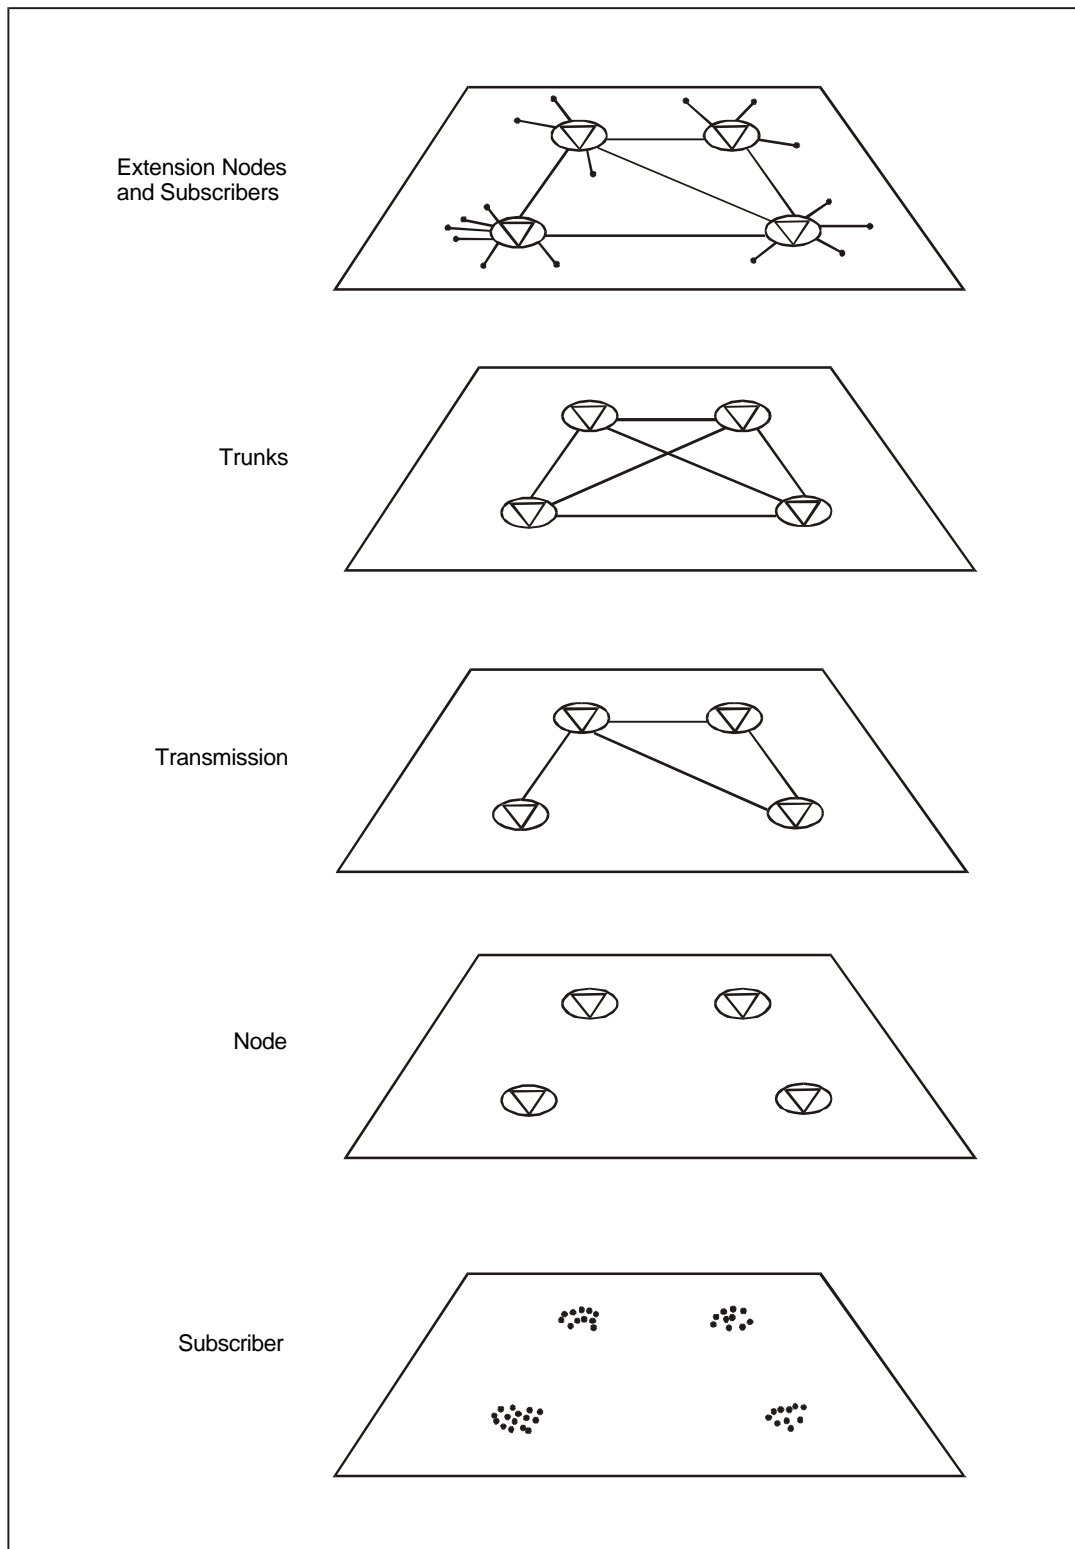 Extension Nodes
and Subscribers
Trunks
Transmission
Node
Subscriber